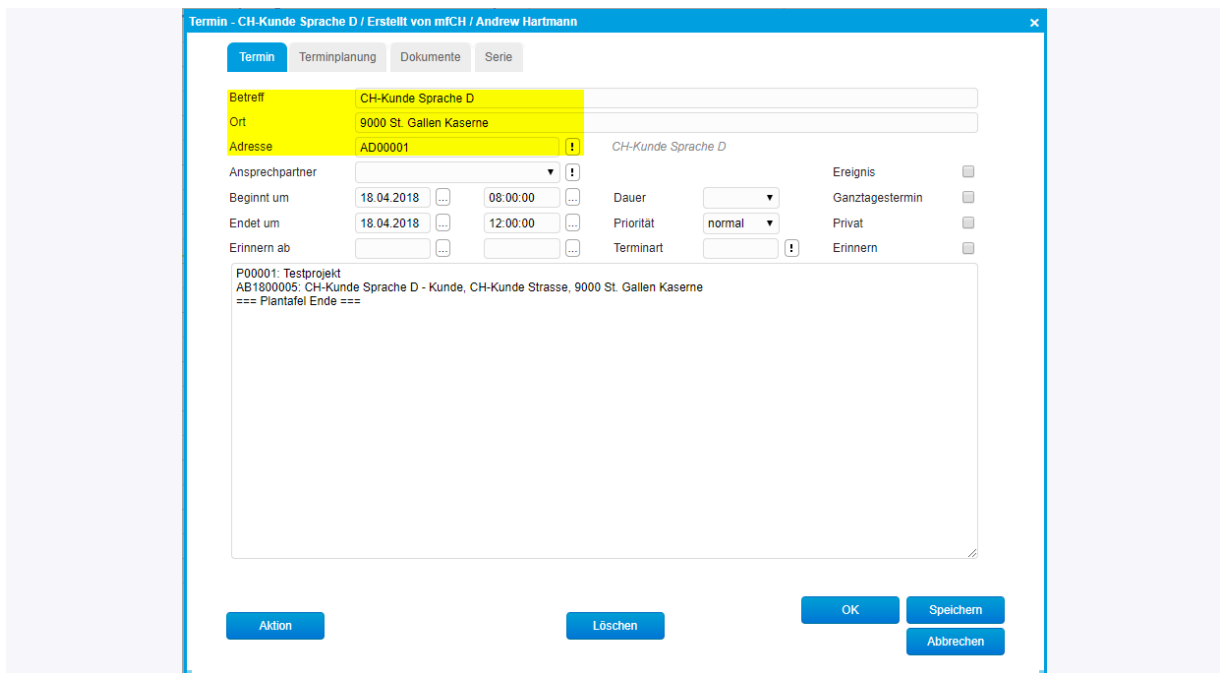 Termin - CH-Kunde Sprache D / Erstellt von mfCH / Andrew Hartmann ×
Termin Terminplanung Dokumente Serie
Betreff CH-Kunde Sprache D
Ort 9000 St. Gallen Kaserne
Adresse AD00001 ! CH-Kunde Sprache D
Ansprechpartner ! Ereignis
Beginnt um 18.04.2018 ... 08:00:00 ... Dauer Ganztagestermin
Endet um 18.04.2018 ... 12:00:00 ... Priorität normal Privat
Erinnern ab ... ... Terminart ! Erinnern
P00001: Testprojekt
AB1800005: CH-Kunde Sprache D - Kunde, CH-Kunde Strasse, 9000 St. Gallen Kaserne
=== Plantafel Ende ===
Aktion Löschen OK Speichern
Abbrechen